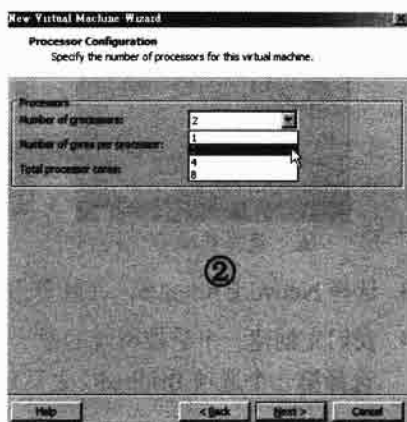 New Virtual Machine Wizard
Processor Configuration
Specify the number of processors for this virtual machine.
Processors
Number of processors:
2
1
Number of cores per processor:
4
Total processor cores:
8
②
Help
< Back
Next >
Cancel